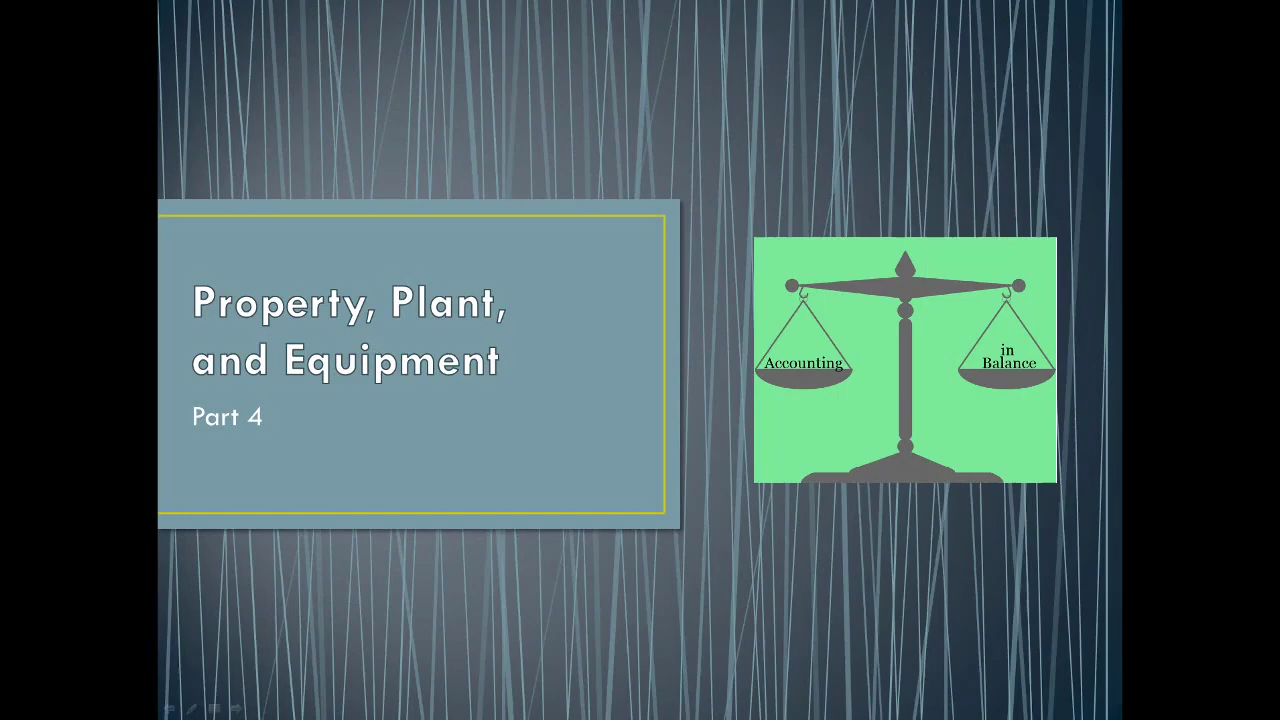 Property, Plant,
and Equipment
Part 4
Accounting
in
Balance